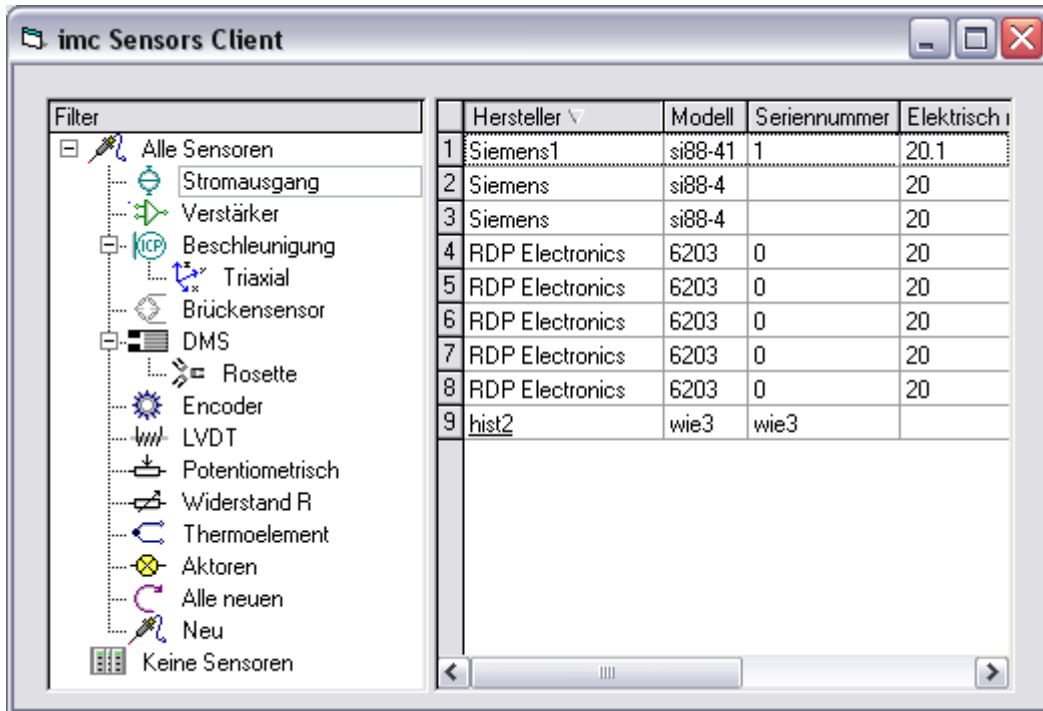 imc Sensors Client
Filter
Alle Sensoren
Stromausgang
Verstärker
ICP Beschleunigung
Triaxial
Brückensensor
DMS
Rosette
Encoder
LVDT
Potentiometrisch
Widerstand R
Thermoelement
Aktoren
Alle neuen
Neu
Keine Sensoren
Hersteller Modell Seriennummer Elektrisch
1 Siemens1 si88-41 1 20.1
2 Siemens si88-4 20
3 Siemens si88-4 20
4 RDP Electronics 6203 0 20
5 RDP Electronics 6203 0 20
6 RDP Electronics 6203 0 20
7 RDP Electronics 6203 0 20
8 RDP Electronics 6203 0 20
9 hist2 wie3 wie3